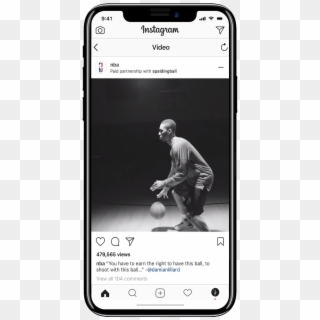 9:41
Instagram
Video
nba
Paid partnership with spaldingball
479,565 views
nba "You have to earn the right to have this ball, to
shoot with this ball..." -@damianlillard
View all 104 comments